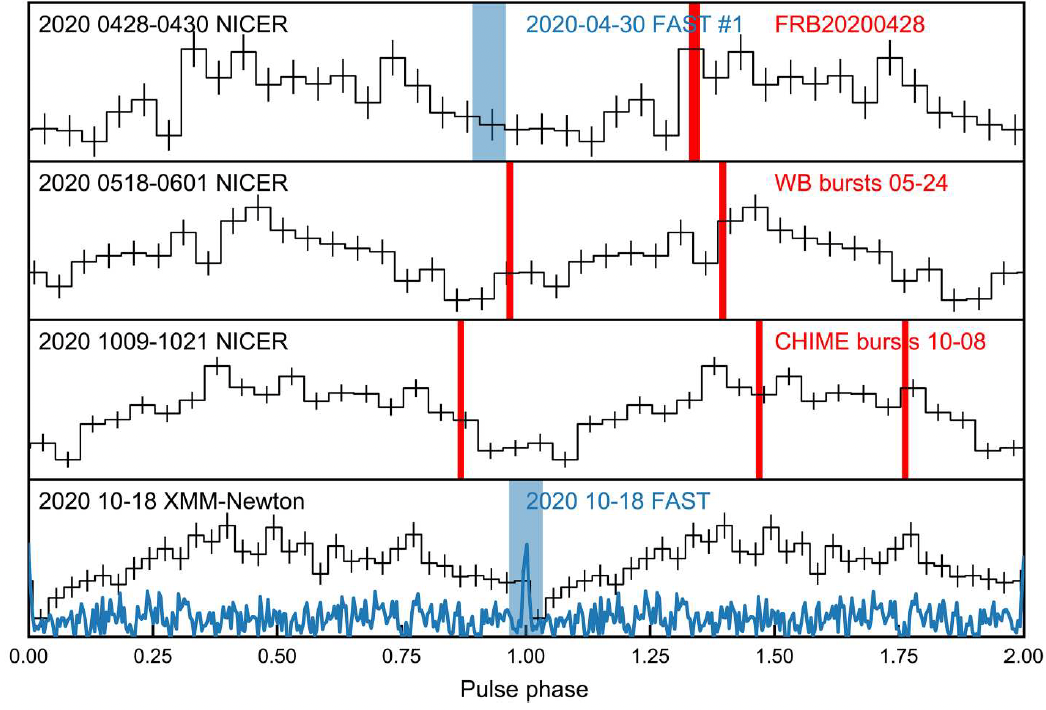 2020 0428-0430 NICER 2020-04-30 FAST #1 FRB20200428
2020 0518-0601 NICER WB bursts 05-24
2020 1009-1021 NICER CHIME bursts 10-08
2020 10-18 XMM-Newton 2020 10-18 FAST
0.00 0.25 0.50 0.75 1.00 1.25 1.50 1.75 2.00
Pulse phase